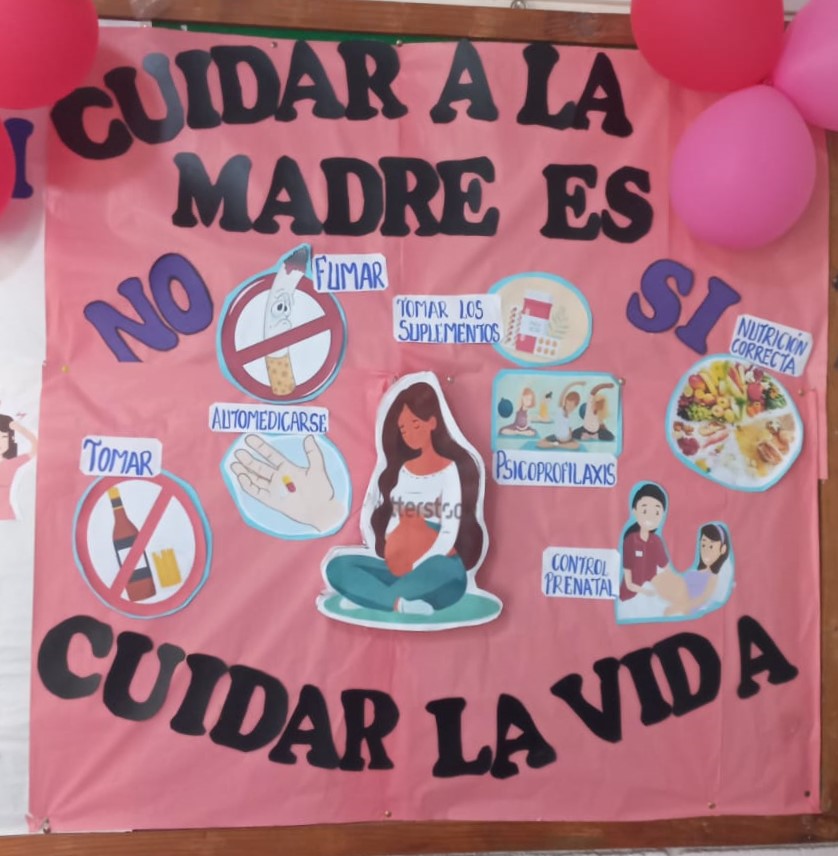 CUIDAR A LA
MADRE ES
NO
SI
FUMAR
TOMAR LOS
SUPLEMENTOS
NUTRICIÓN
CORRECTA
AUTOMEDICARSE
TOMAR
PSICOPROFILAXIS
CONTROL
PRENATAL
CUIDAR LA VIDA